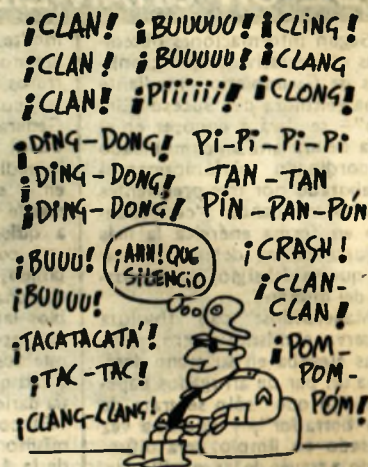 ¡CLAN! ¡BUUUUU! ¡CLING!
¡CLAN! ¡BUUUUU! ¡CLANG
¡CLAN! ¡Piiiiii! ¡CLONG!
¡DING-DONG! Pi-Pi-Pi-Pi
¡DING-DONG! TAN-TAN
¡DING-DONG! PÍN-PAN-PÚN
¡BUUU!
¡BUUUU!
¡AHH! QUE
SILENCIO
¡CRASH!
¡CLAN-
CLAN!
¡TACATACATA'!
¡TAC-TAC!
¡CLANG-CLANG!
¡POM-
POM-
POM!